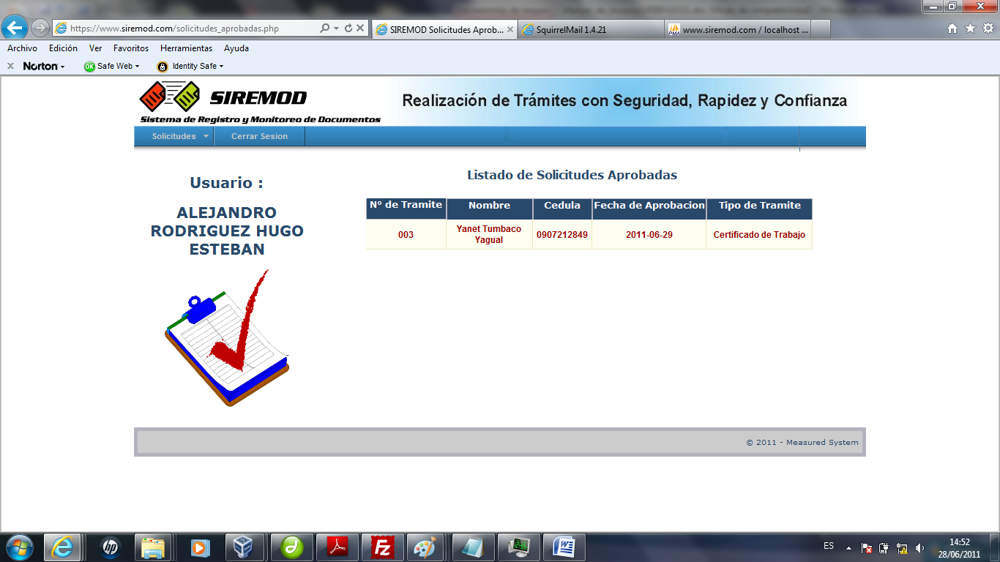 https://www.siremod.com/solicitudes_aprobadas.php
SIREMOD Solicitudes Aprob...
SquirrelMail 1.4.21
www.siremod.com / localhost ...
Archivo Edición Ver Favoritos Herramientas Ayuda
Norton
Safe Web
Identity Safe
SIREMOD
Sistema de Registro y Monitoreo de Documentos
Realización de Trámites con Seguridad, Rapidez y Confianza
Solicitudes Cerrar Sesion
Usuario :
ALEJANDRO
RODRIGUEZ HUGO
ESTEBAN
Listado de Solicitudes Aprobadas
N° de Tramite Nombre Cedula Fecha de Aprobacion Tipo de Tramite
003 Yanet Tumbaco Yagual 0907212849 2011-06-29 Certificado de Trabajo
© 2011 - Measured System
ES
14:52
28/06/2011